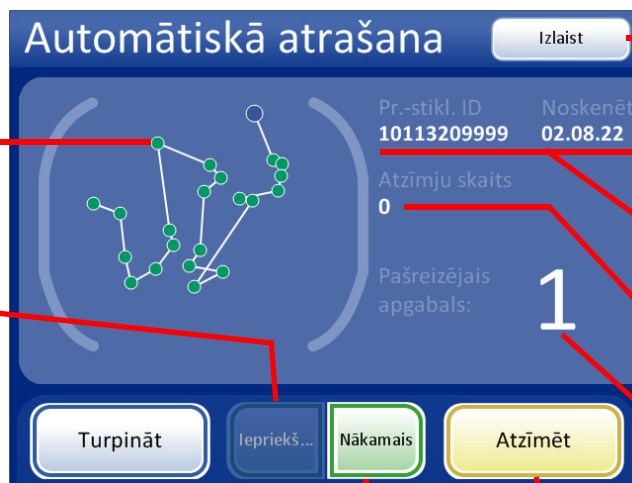 Automātiskā atrašana
Izlaist
Pr.-stikl. ID Noskenēt
10113209999 02.08.22
Atzīmju skaits
0
Pašreizējais
apgabals:
1
Turpināt
Iepriekš...
Nākamais
Atzīmēt